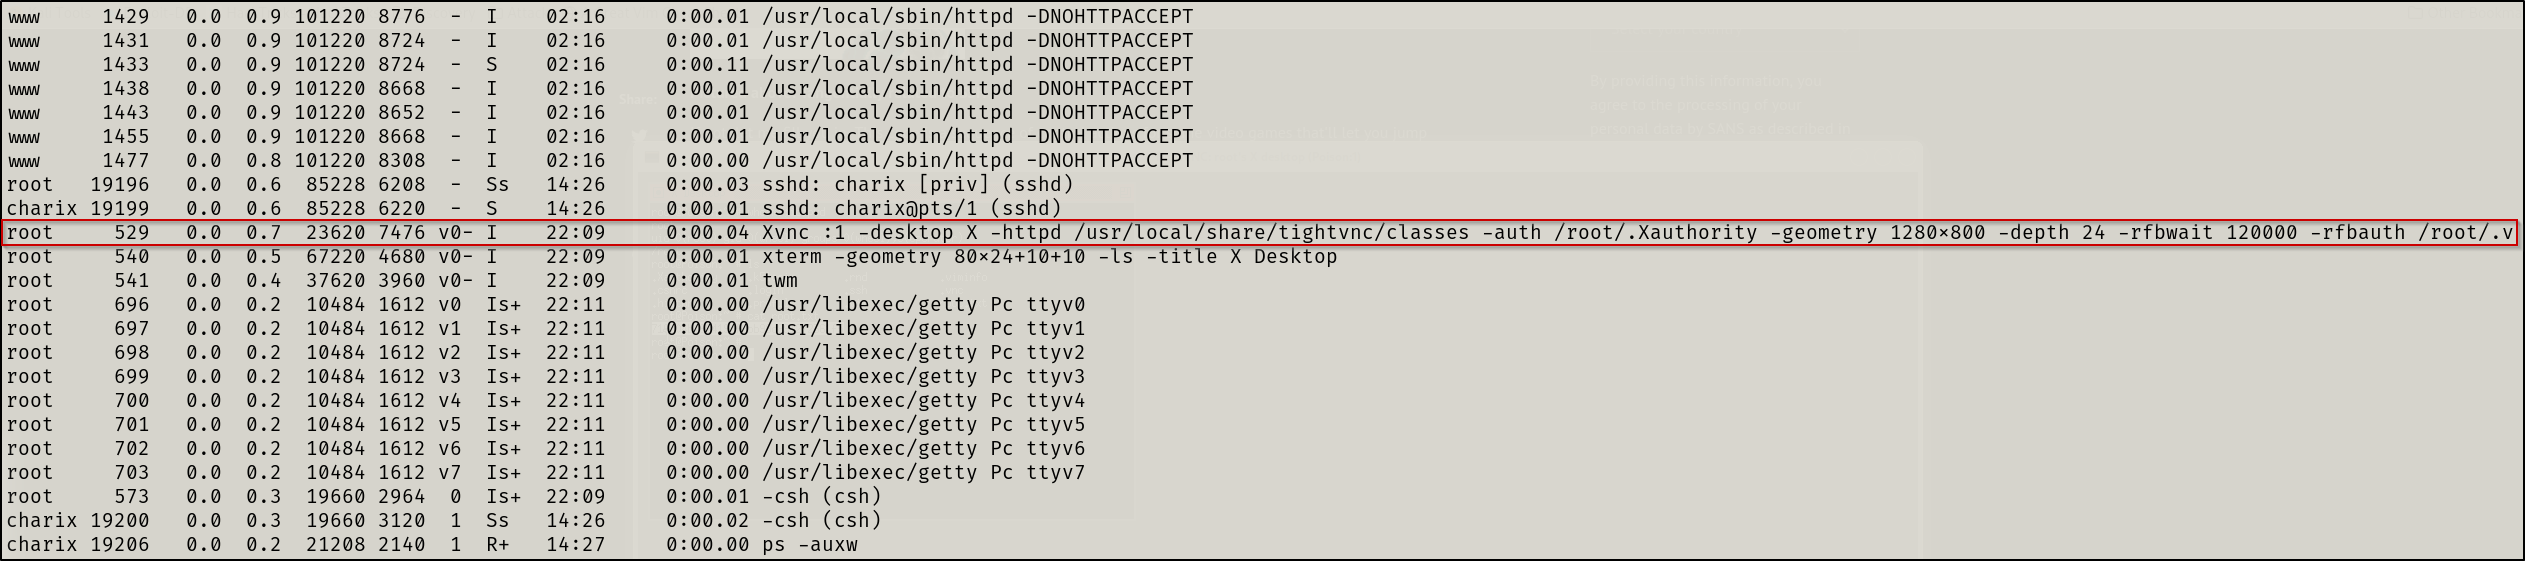 www 1429 0.0 0.9 101220 8776 - I 02:16 0:00.01 /usr/local/sbin/httpd -DNOHTTPACCEPT
www 1431 0.0 0.9 101220 8724 - I 02:16 0:00.01 /usr/local/sbin/httpd -DNOHTTPACCEPT
www 1433 0.0 0.9 101220 8724 - S 02:16 0:00.11 /usr/local/sbin/httpd -DNOHTTPACCEPT
www 1438 0.0 0.9 101220 8668 - I 02:16 0:00.01 /usr/local/sbin/httpd -DNOHTTPACCEPT
www 1443 0.0 0.9 101220 8652 - I 02:16 0:00.01 /usr/local/sbin/httpd -DNOHTTPACCEPT
www 1455 0.0 0.9 101220 8668 - I 02:16 0:00.01 /usr/local/sbin/httpd -DNOHTTPACCEPT
www 1477 0.0 0.8 101220 8308 - I 02:16 0:00.00 /usr/local/sbin/httpd -DNOHTTPACCEPT
root 19196 0.0 0.6 85228 6208 - Ss 14:26 0:00.03 sshd: charix [priv] (sshd)
charix 19199 0.0 0.6 85228 6220 - S 14:26 0:00.01 sshd: charix@pts/1 (sshd)
root 529 0.0 0.7 23620 7476 v0- I 22:09 0:00.04 Xvnc :1 -desktop X -httpd /usr/local/share/tightvnc/classes -auth /root/.Xauthority -geometry 1280×800 -depth 24 -rfbwait 120000 -rfbauth /root/.v
root 540 0.0 0.5 67220 4680 v0- I 22:09 0:00.01 xterm -geometry 80×24+10+10 -ls -title X Desktop
root 541 0.0 0.4 37620 3960 v0- I 22:09 0:00.01 twm
root 696 0.0 0.2 10484 1612 v0 Is+ 22:11 0:00.00 /usr/libexec/getty Pc ttyv0
root 697 0.0 0.2 10484 1612 v1 Is+ 22:11 0:00.00 /usr/libexec/getty Pc ttyv1
root 698 0.0 0.2 10484 1612 v2 Is+ 22:11 0:00.00 /usr/libexec/getty Pc ttyv2
root 699 0.0 0.2 10484 1612 v3 Is+ 22:11 0:00.00 /usr/libexec/getty Pc ttyv3
root 700 0.0 0.2 10484 1612 v4 Is+ 22:11 0:00.00 /usr/libexec/getty Pc ttyv4
root 701 0.0 0.2 10484 1612 v5 Is+ 22:11 0:00.00 /usr/libexec/getty Pc ttyv5
root 702 0.0 0.2 10484 1612 v6 Is+ 22:11 0:00.00 /usr/libexec/getty Pc ttyv6
root 703 0.0 0.2 10484 1612 v7 Is+ 22:11 0:00.00 /usr/libexec/getty Pc ttyv7
root 573 0.0 0.3 19660 2964 0 Is+ 22:09 0:00.01 -csh (csh)
charix 19200 0.0 0.3 19660 3120 1 Ss 14:26 0:00.02 -csh (csh)
charix 19206 0.0 0.2 21208 2140 1 R+ 14:27 0:00.00 ps -auxw